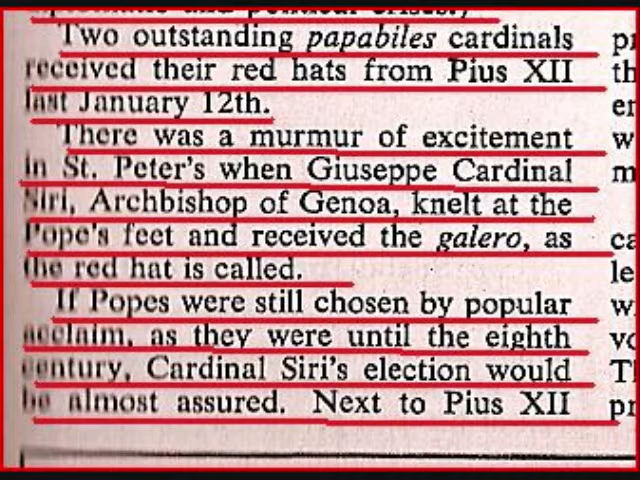 and political crises.)
Two outstanding papabiles cardinals
received their red hats from Pius XII
last January 12th.
There was a murmur of excitement
in St. Peter's when Giuseppe Cardinal
Siri, Archbishop of Genoa, knelt at the
Pope's feet and received the galero, as
the red hat is called.
If Popes were still chosen by popular
acclaim, as they were until the eighth
century, Cardinal Siri's election would
be almost assured. Next to Pius XII